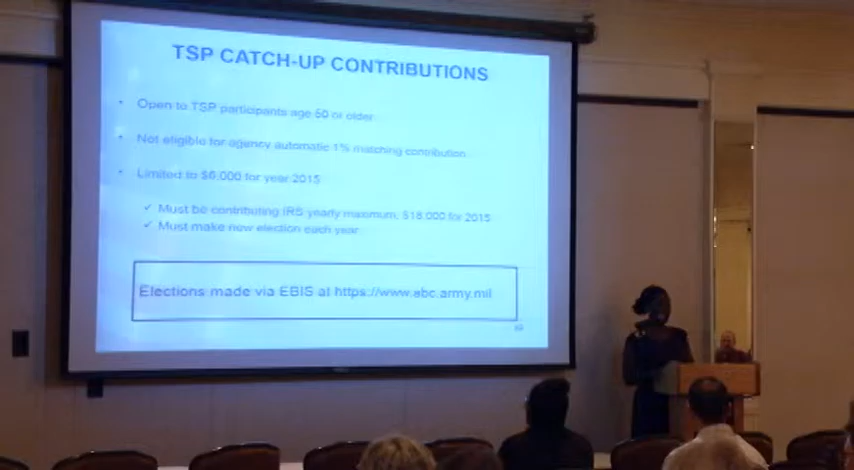 TSP CATCH-UP CONTRIBUTIONS
• Open to TSP participants age 50 or older
• Not eligible for agency automatic 1% matching contribution
• Limited to $6,000 for year 2015
✓ Must be contributing IRS yearly maximum, $18,000 for 2015
✓ Must make new election each year
Elections made via EBIS at https://www.abc.army.mil